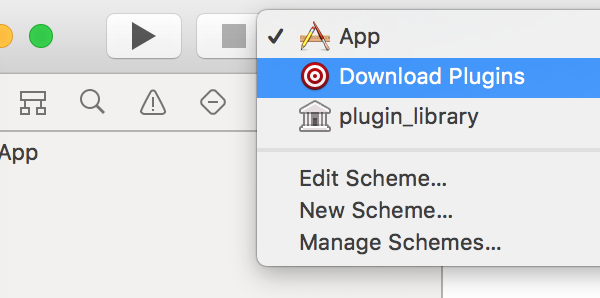 App
Download Plugins
plugin_library
App
Edit Scheme...
New Scheme...
Manage Schemes...